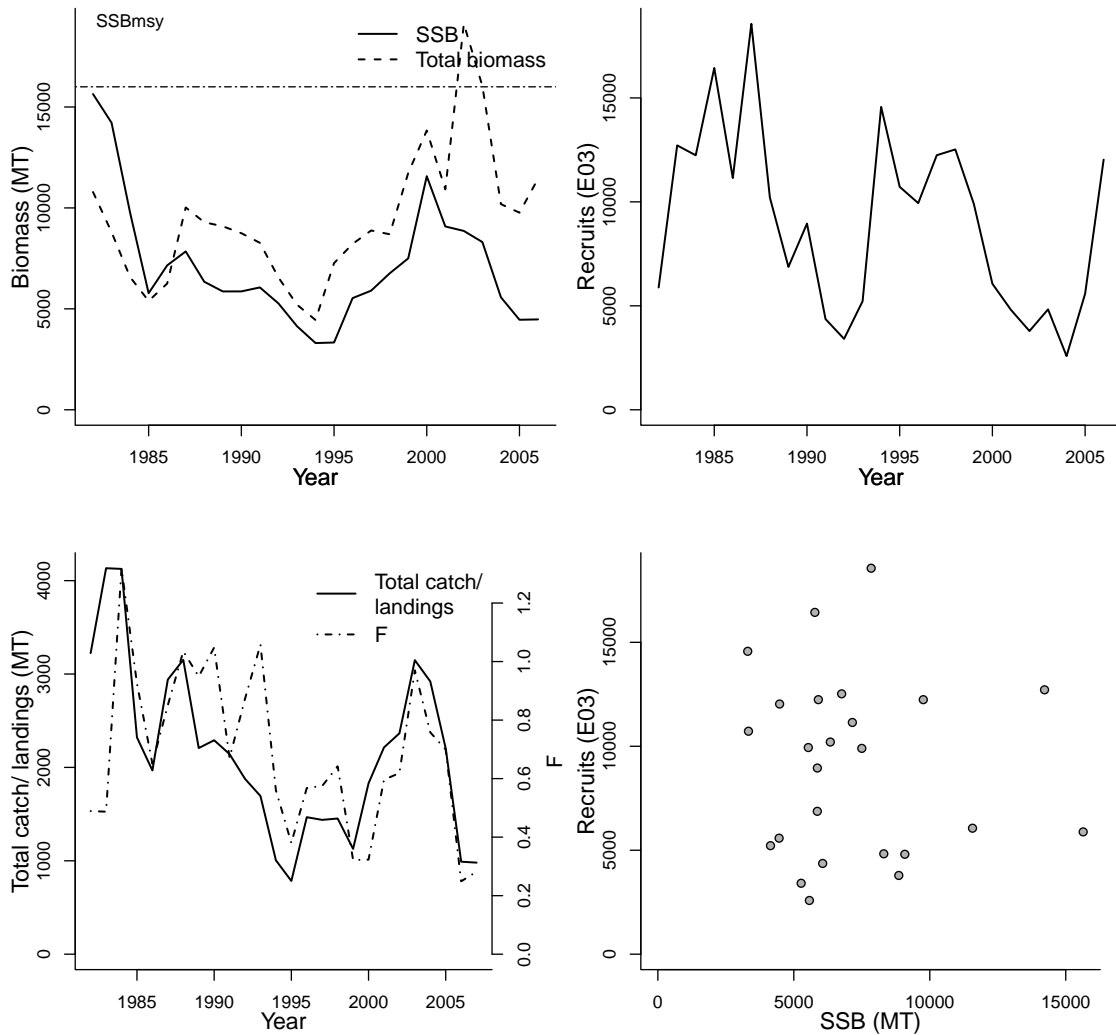 SSBmsy
SSB
Total biomass
Biomass (MT)
0
5000
10000
15000
1985
1990
1995
2000
2005
Year
Recruits (E03)
0
5000
10000
15000
1985
1990
1995
2000
2005
Year
Total catch/
landings
F
Total catch/ landings (MT)
0
1000
2000
3000
4000
F
0.0
0.2
0.4
0.6
0.8
1.0
1.2
1985
1990
1995
2000
2005
Year
Recruits (E03)
0
5000
10000
15000
0
5000
10000
15000
SSB (MT)